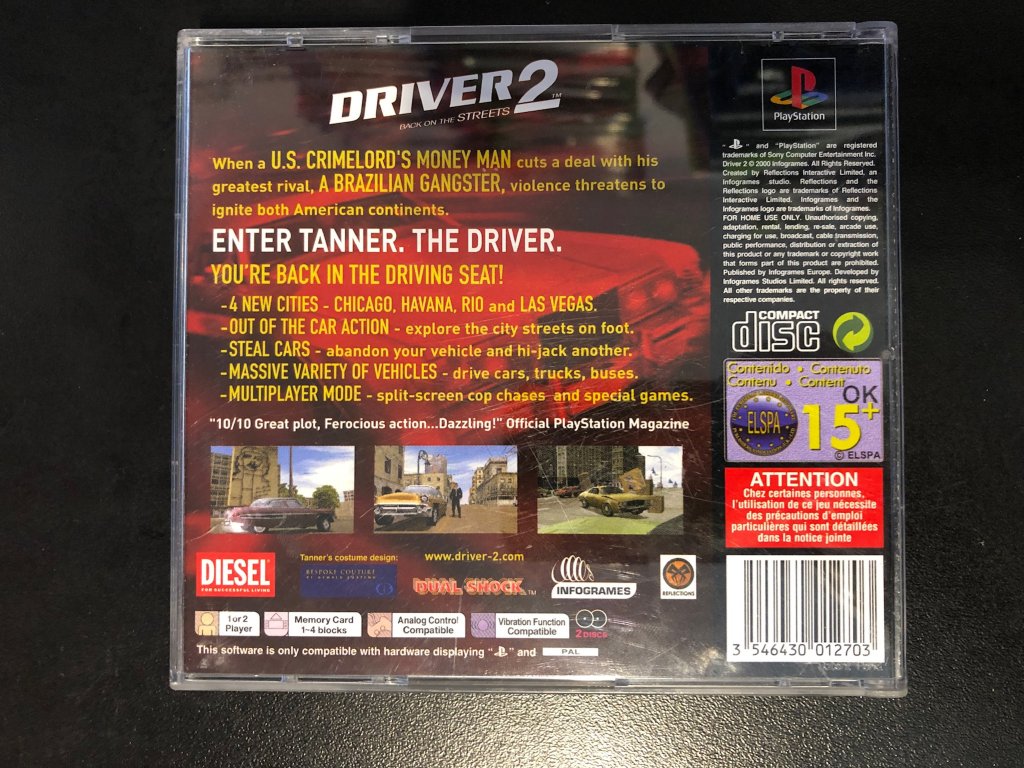 DRIVER 2 ™
BACK ON THE STREETS
When a U.S. CRIMELORD'S MONEY MAN cuts a deal with his
greatest rival, A BRAZILIAN GANGSTER, violence threatens to
ignite both American continents.
ENTER TANNER. THE DRIVER.
YOU'RE BACK IN THE DRIVING SEAT!
-4 NEW CITIES - CHICAGO, HAVANA, RIO and LAS VEGAS.
-OUT OF THE CAR ACTION - explore the city streets on foot.
-STEAL CARS - abandon your vehicle and hi-jack another.
-MASSIVE VARIETY OF VEHICLES - drive cars, trucks, buses.
-MULTIPLAYER MODE - split-screen cop chases and special games.
"10/10 Great plot, Ferocious action...Dazzling!" Official PlayStation Magazine
DIESEL
FOR SUCCESSFUL LIVING
Tanner's costume design:
BESPOKE COUTURE
www.driver-2.com
DUAL SHOCK™
INFOGRAMES
REFLECTIONS
1 or 2
Player
Memory Card
1~4 blocks
Analog Control
Compatible
Vibration Function
Compatible
2 DISCS
This software is only compatible with hardware displaying " " and PAL
PlayStation
" " and "PlayStation" are registered
trademarks of Sony Computer Entertainment Inc.
Driver 2 © 2000 Infogrames. All Rights Reserved.
Created by Reflections Interactive Limited, an
Infogrames studio. Reflections and the
Reflections logo are trademarks of Reflections
Interactive Limited. Infogrames and the
Infogrames logo are trademarks of Infogrames.
FOR HOME USE ONLY. Unauthorised copying,
adaptation, rental, lending, re-sale, arcade use,
charging for use, broadcast, cable transmission,
public performance, distribution or extraction of
this product or any trademark or copyright work
that forms part of this product are prohibited.
Published by Infogrames Europe. Developed by
Infogrames Studios Limited. All rights reserved.
All other trademarks are the property of their
respective companies.
COMPACT
disc
Contenido • Contenuto
Contenu • Content
OK
ELSPA
15+
© ELSPA
ATTENTION
Chez certaines personnes,
l'utilisation de ce jeu nécessite
des précautions d'emploi
particulières qui sont détaillées
dans la notice jointe
3 546430 012703